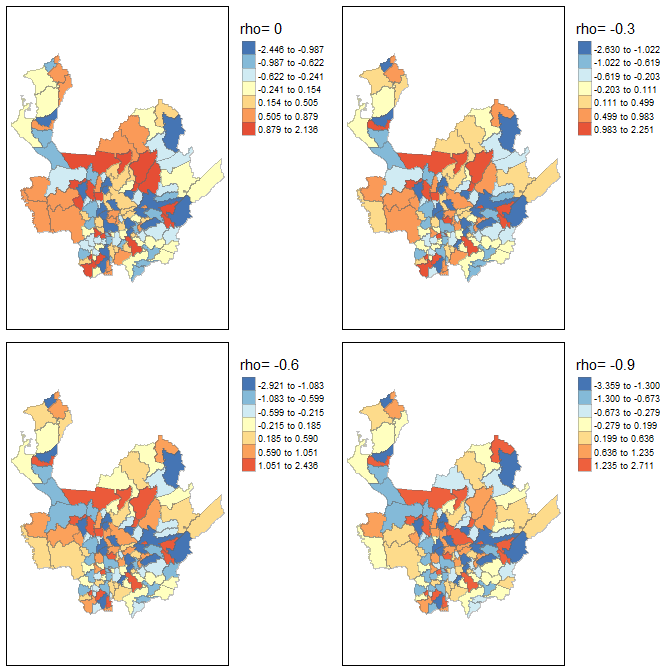 rho= 0
-2.446 to -0.987
-0.987 to -0.622
-0.622 to -0.241
-0.241 to 0.154
0.154 to 0.505
0.505 to 0.879
0.879 to 2.136
rho= -0.3
-2.630 to -1.022
-1.022 to -0.619
-0.619 to -0.203
-0.203 to 0.111
0.111 to 0.499
0.499 to 0.983
0.983 to 2.251
rho= -0.6
-2.921 to -1.083
-1.083 to -0.599
-0.599 to -0.215
-0.215 to 0.185
0.185 to 0.590
0.590 to 1.051
1.051 to 2.436
rho= -0.9
-3.359 to -1.300
-1.300 to -0.673
-0.673 to -0.279
-0.279 to 0.199
0.199 to 0.636
0.636 to 1.235
1.235 to 2.711